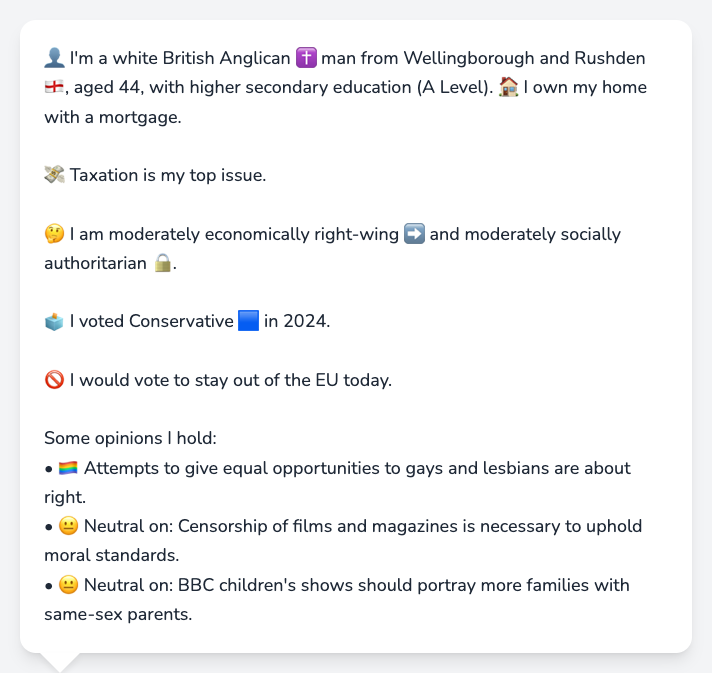 👤 I'm a white British Anglican ✝️ man from Wellingborough and Rushden
🏴󠁧󠁢󠁥󠁮󠁧󠁿, aged 44, with higher secondary education (A Level). 🏠 I own my home
with a mortgage.
💸 Taxation is my top issue.
🤔 I am moderately economically right-wing ➡️ and moderately socially
authoritarian 🔒.
🗳️ I voted Conservative 🟦 in 2024.
🚫 I would vote to stay out of the EU today.
Some opinions I hold:
• 🏳️‍🌈 Attempts to give equal opportunities to gays and lesbians are about
right.
• 😐 Neutral on: Censorship of films and magazines is necessary to uphold
moral standards.
• 😐 Neutral on: BBC children's shows should portray more families with
same-sex parents.